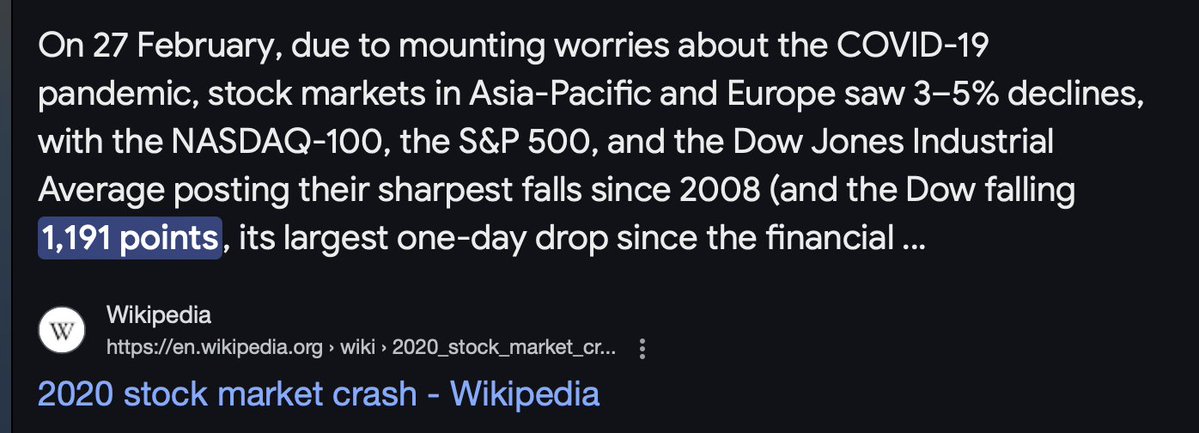 On 27 February, due to mounting worries about the COVID-19
pandemic, stock markets in Asia-Pacific and Europe saw 3–5% declines,
with the NASDAQ-100, the S&P 500, and the Dow Jones Industrial
Average posting their sharpest falls since 2008 (and the Dow falling
1,191 points, its largest one-day drop since the financial ...
W
Wikipedia
https://en.wikipedia.org › wiki › 2020_stock_market_cr...
2020 stock market crash - Wikipedia